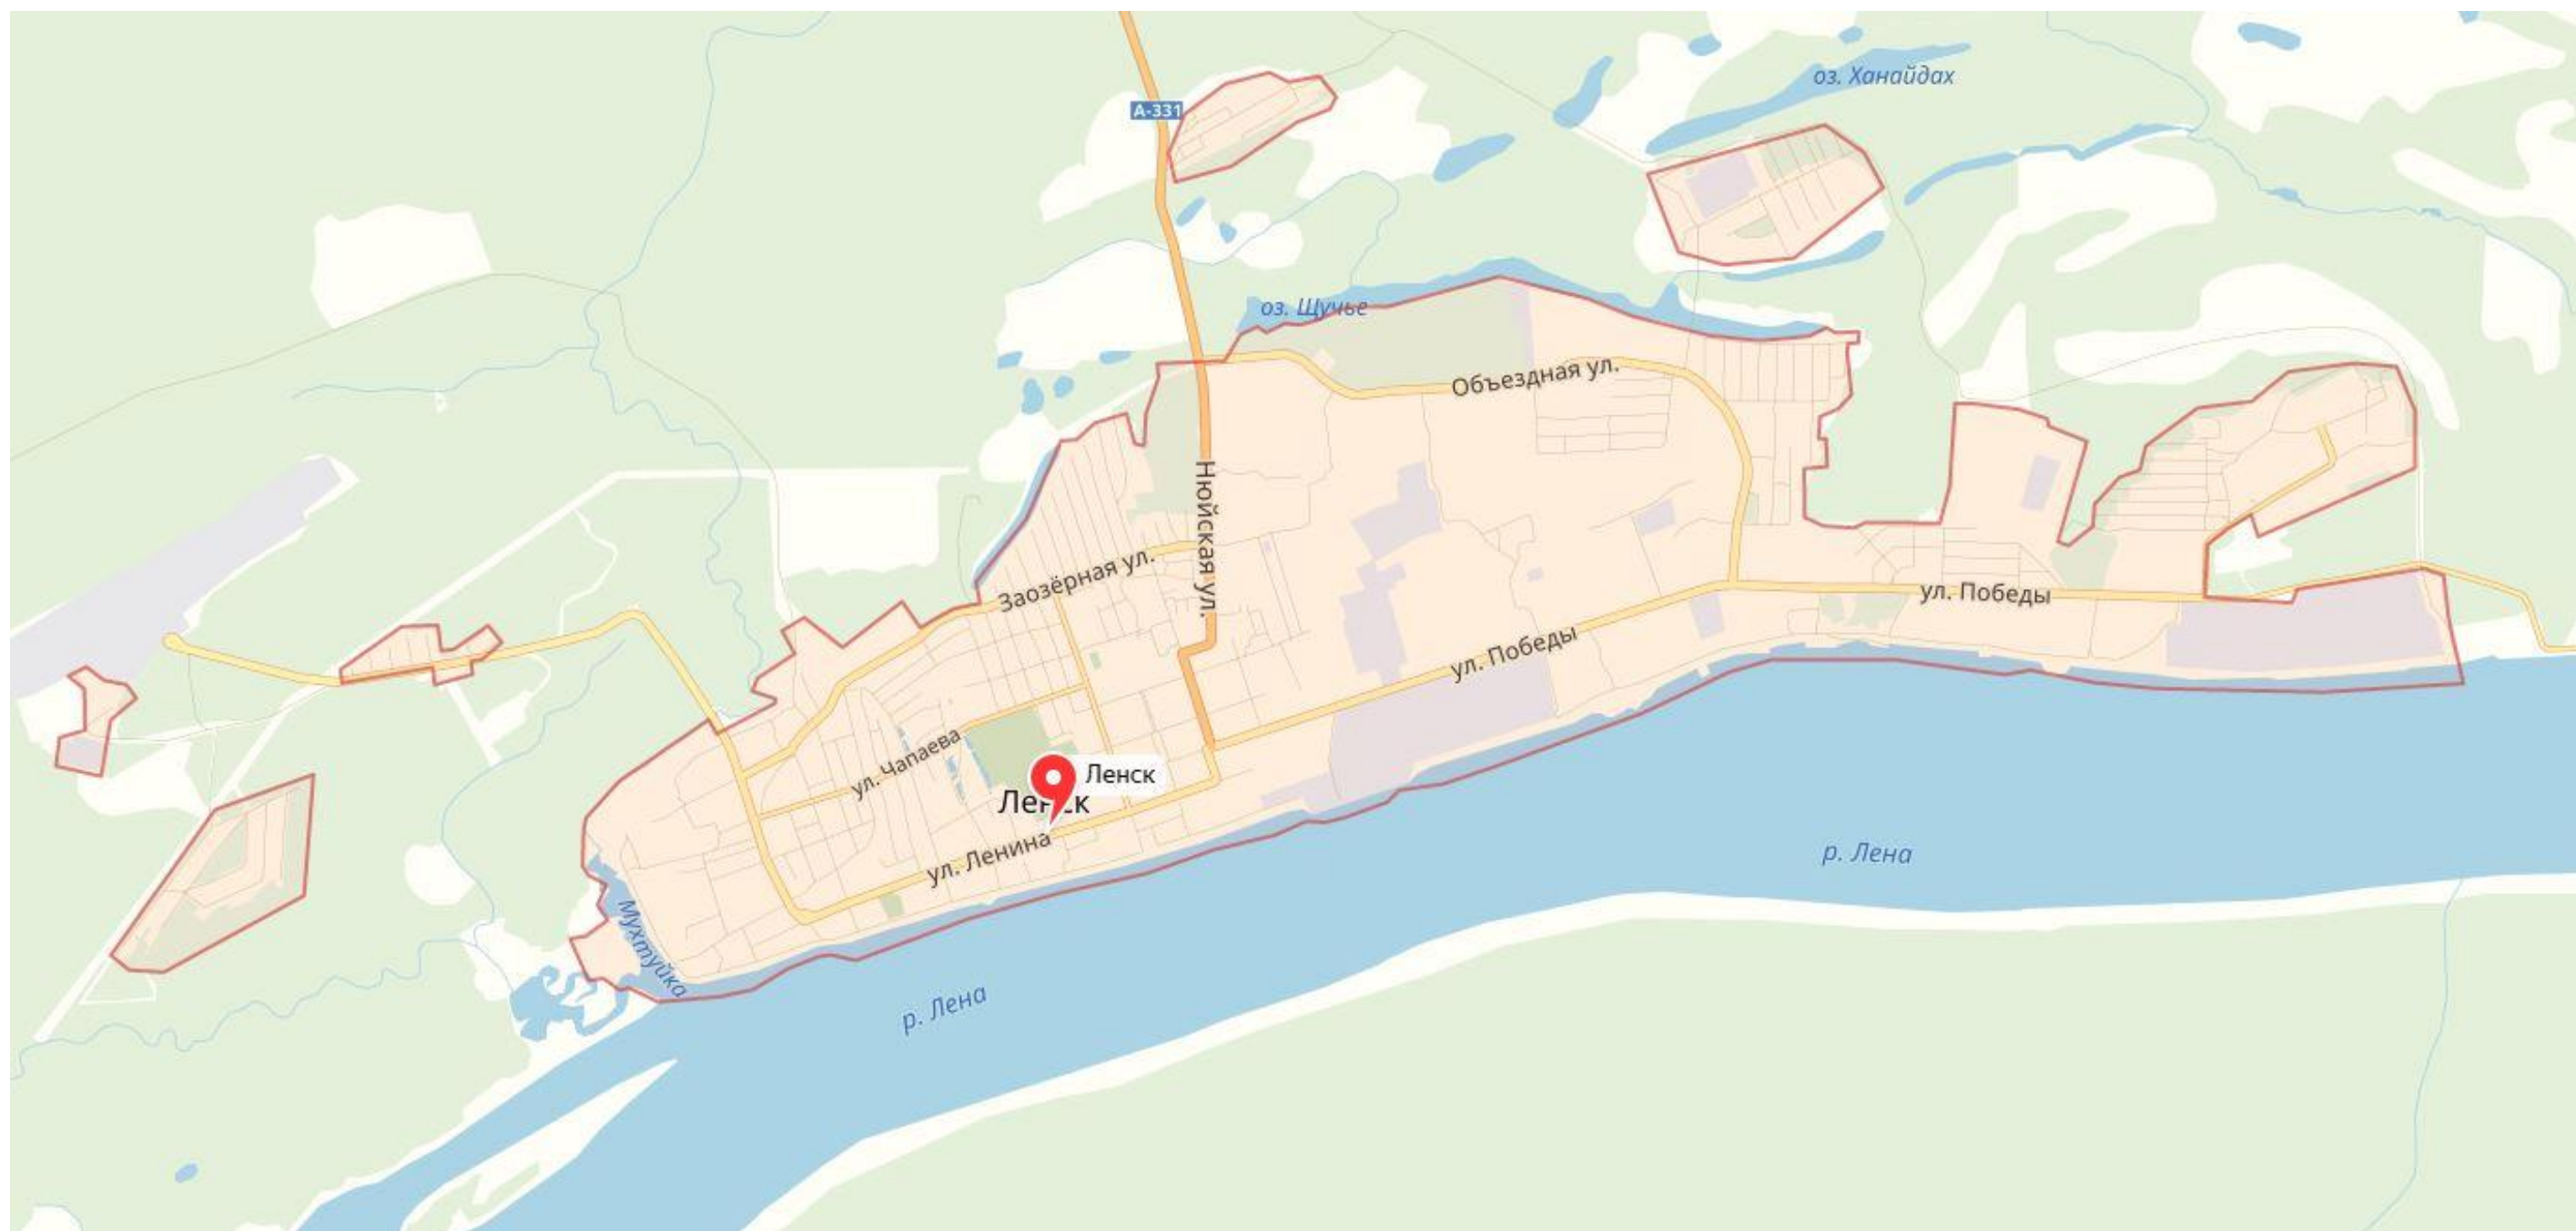 оз. Ханайдах
А-331
оз. Щучье
Объездная ул.
Нюйская ул.
Заозёрная ул.
ул. Победы
ул. Победы
ул. Чапаева
Ленск
Ленск
ул. Ленина
р. Лена
Мухтуйка
р. Лена